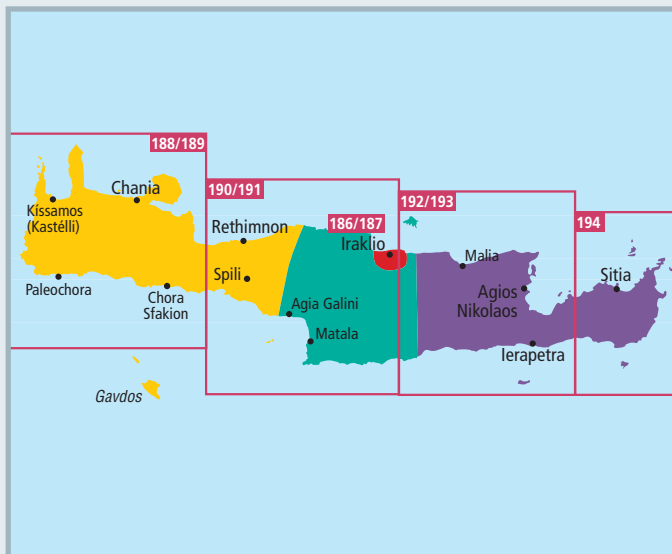 188/189
Chania
Kíssamos
(Kastélli)
Paleochora
Chora
Sfakion
Gavdos
190/191
Rethimnon
186/187
Iraklio
Spili
Agia Galini
Matala
192/193
Malia
Agios
Nikolaos
Ierapetra
194
Sitia